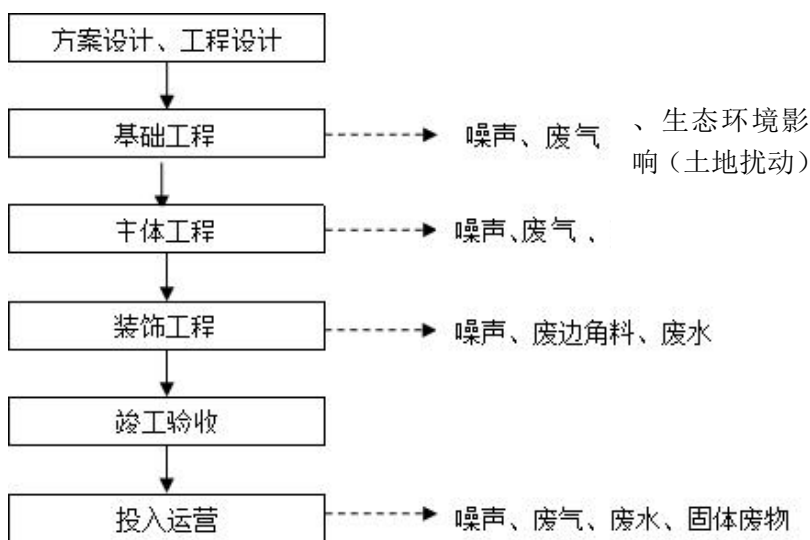 方案设计、工程设计
基础工程
噪声、废气
、生态环境影
响（土地扰动）
主体工程
噪声、废气、
装饰工程
噪声、废边角料、废水
竣工验收
投入运营
噪声、废气、废水、固体废物